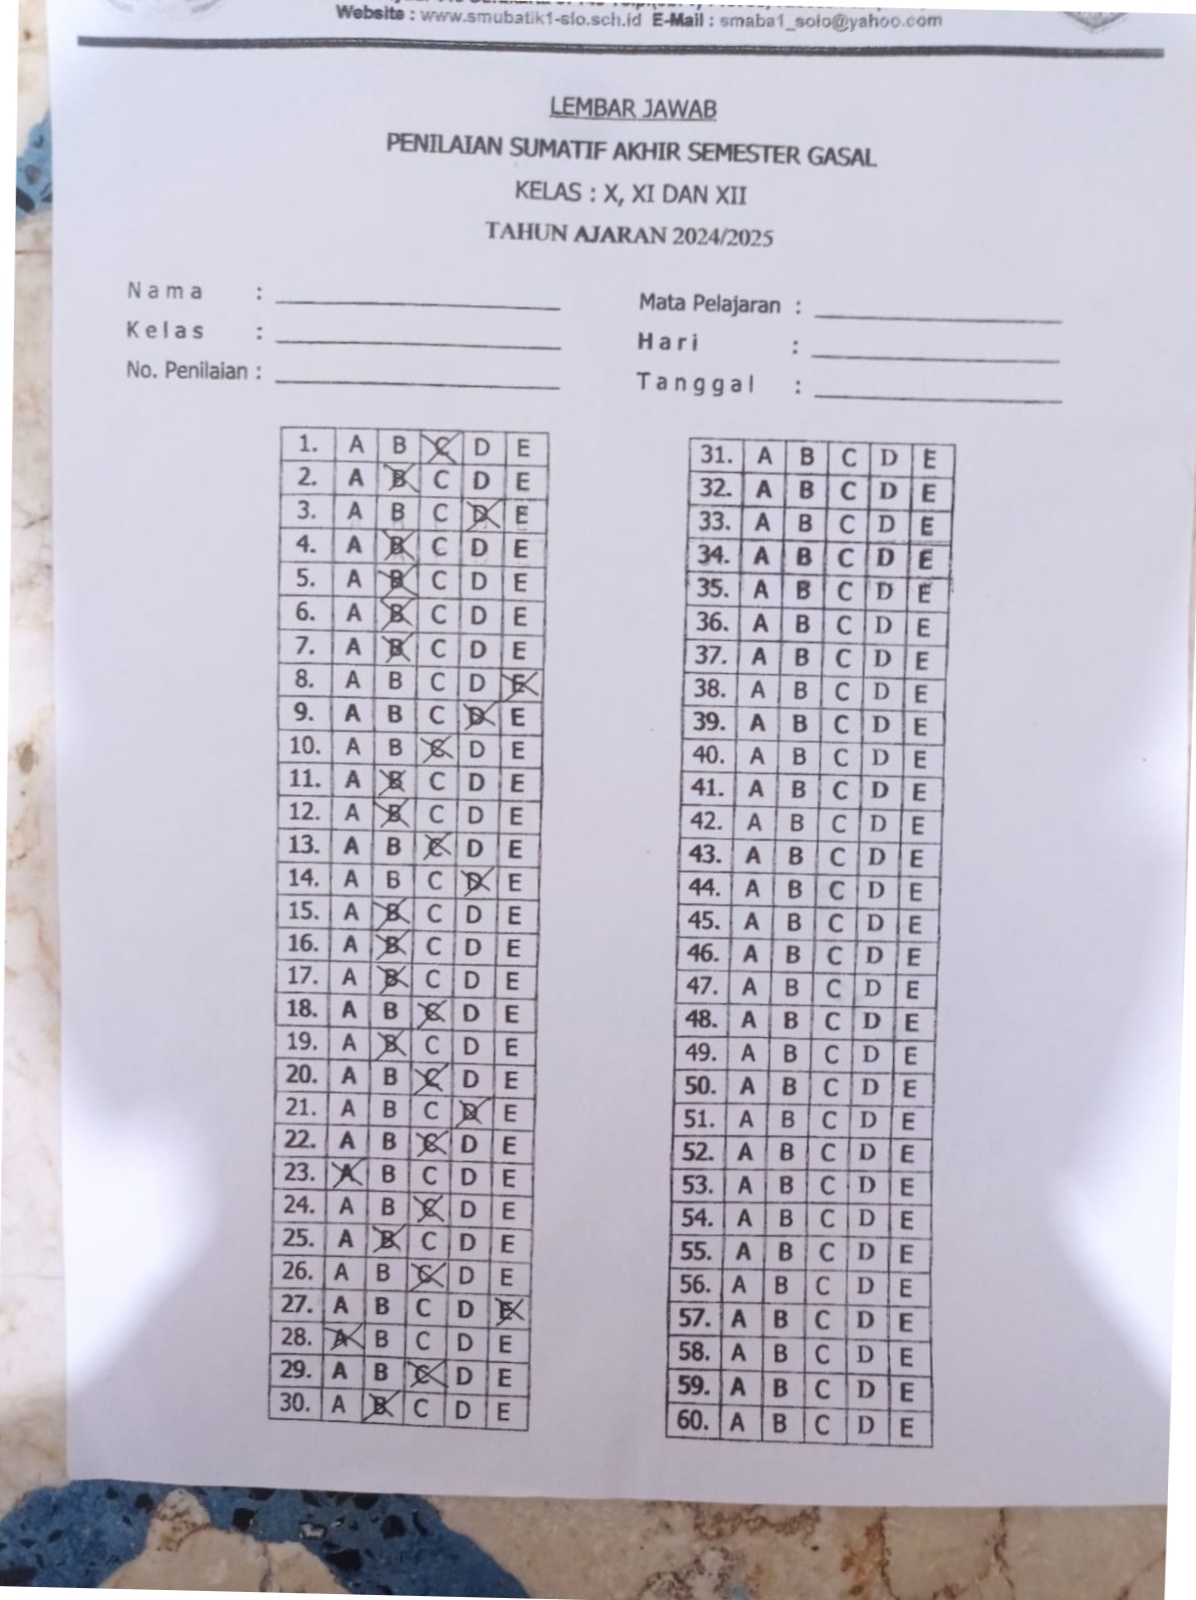 Website : www.smubatik1-slo.sch.id E-Mail : smaba1_solo@yahoo.com
LEMBAR JAWAB
PENILAIAN SUMATIF AKHIR SEMESTER GASAL
KELAS : X, XI DAN XII
TAHUN AJARAN 2024/2025
Nama : Mata Pelajaran :
Kelas : Hari :
No. Penilaian : Tanggal :
1. A B C D E
2. A B C D E
3. A B C D E
4. A B C D E
5. A B C D E
6. A B C D E
7. A B C D E
8. A B C D E
9. A B C D E
10. A B C D E
11. A B C D E
12. A B C D E
13. A B C D E
14. A B C D E
15. A B C D E
16. A B C D E
17. A B C D E
18. A B C D E
19. A B C D E
20. A B C D E
21. A B C D E
22. A B C D E
23. A B C D E
24. A B C D E
25. A B C D E
26. A B C D E
27. A B C D E
28. A B C D E
29. A B C D E
30. A B C D E
31. A B C D E
32. A B C D E
33. A B C D E
34. A B C D E
35. A B C D E
36. A B C D E
37. A B C D E
38. A B C D E
39. A B C D E
40. A B C D E
41. A B C D E
42. A B C D E
43. A B C D E
44. A B C D E
45. A B C D E
46. A B C D E
47. A B C D E
48. A B C D E
49. A B C D E
50. A B C D E
51. A B C D E
52. A B C D E
53. A B C D E
54. A B C D E
55. A B C D E
56. A B C D E
57. A B C D E
58. A B C D E
59. A B C D E
60. A B C D E